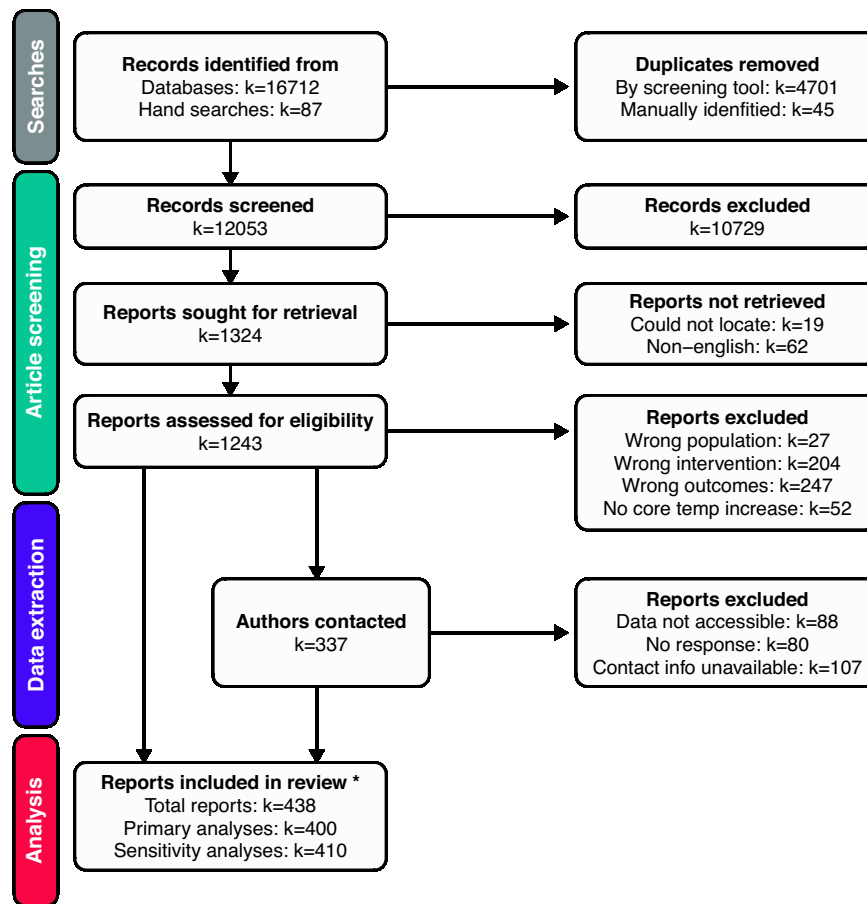 Searches
Records identified from
Databases: k=16712
Hand searches: k=87
Duplicates removed
By screening tool: k=4701
Manually idenfitied: k=45
Article screening
Records screened
k=12053
Records excluded
k=10729
Reports sought for retrieval
k=1324
Reports not retrieved
Could not locate: k=19
Non−english: k=62
Reports assessed for eligibility
k=1243
Reports excluded
Wrong population: k=27
Wrong intervention: k=204
Wrong outcomes: k=247
No core temp increase: k=52
Data extraction
Authors contacted
k=337
Reports excluded
Data not accessible: k=88
No response: k=80
Contact info unavailable: k=107
Analysis
Reports included in review *
Total reports: k=438
Primary analyses: k=400
Sensitivity analyses: k=410